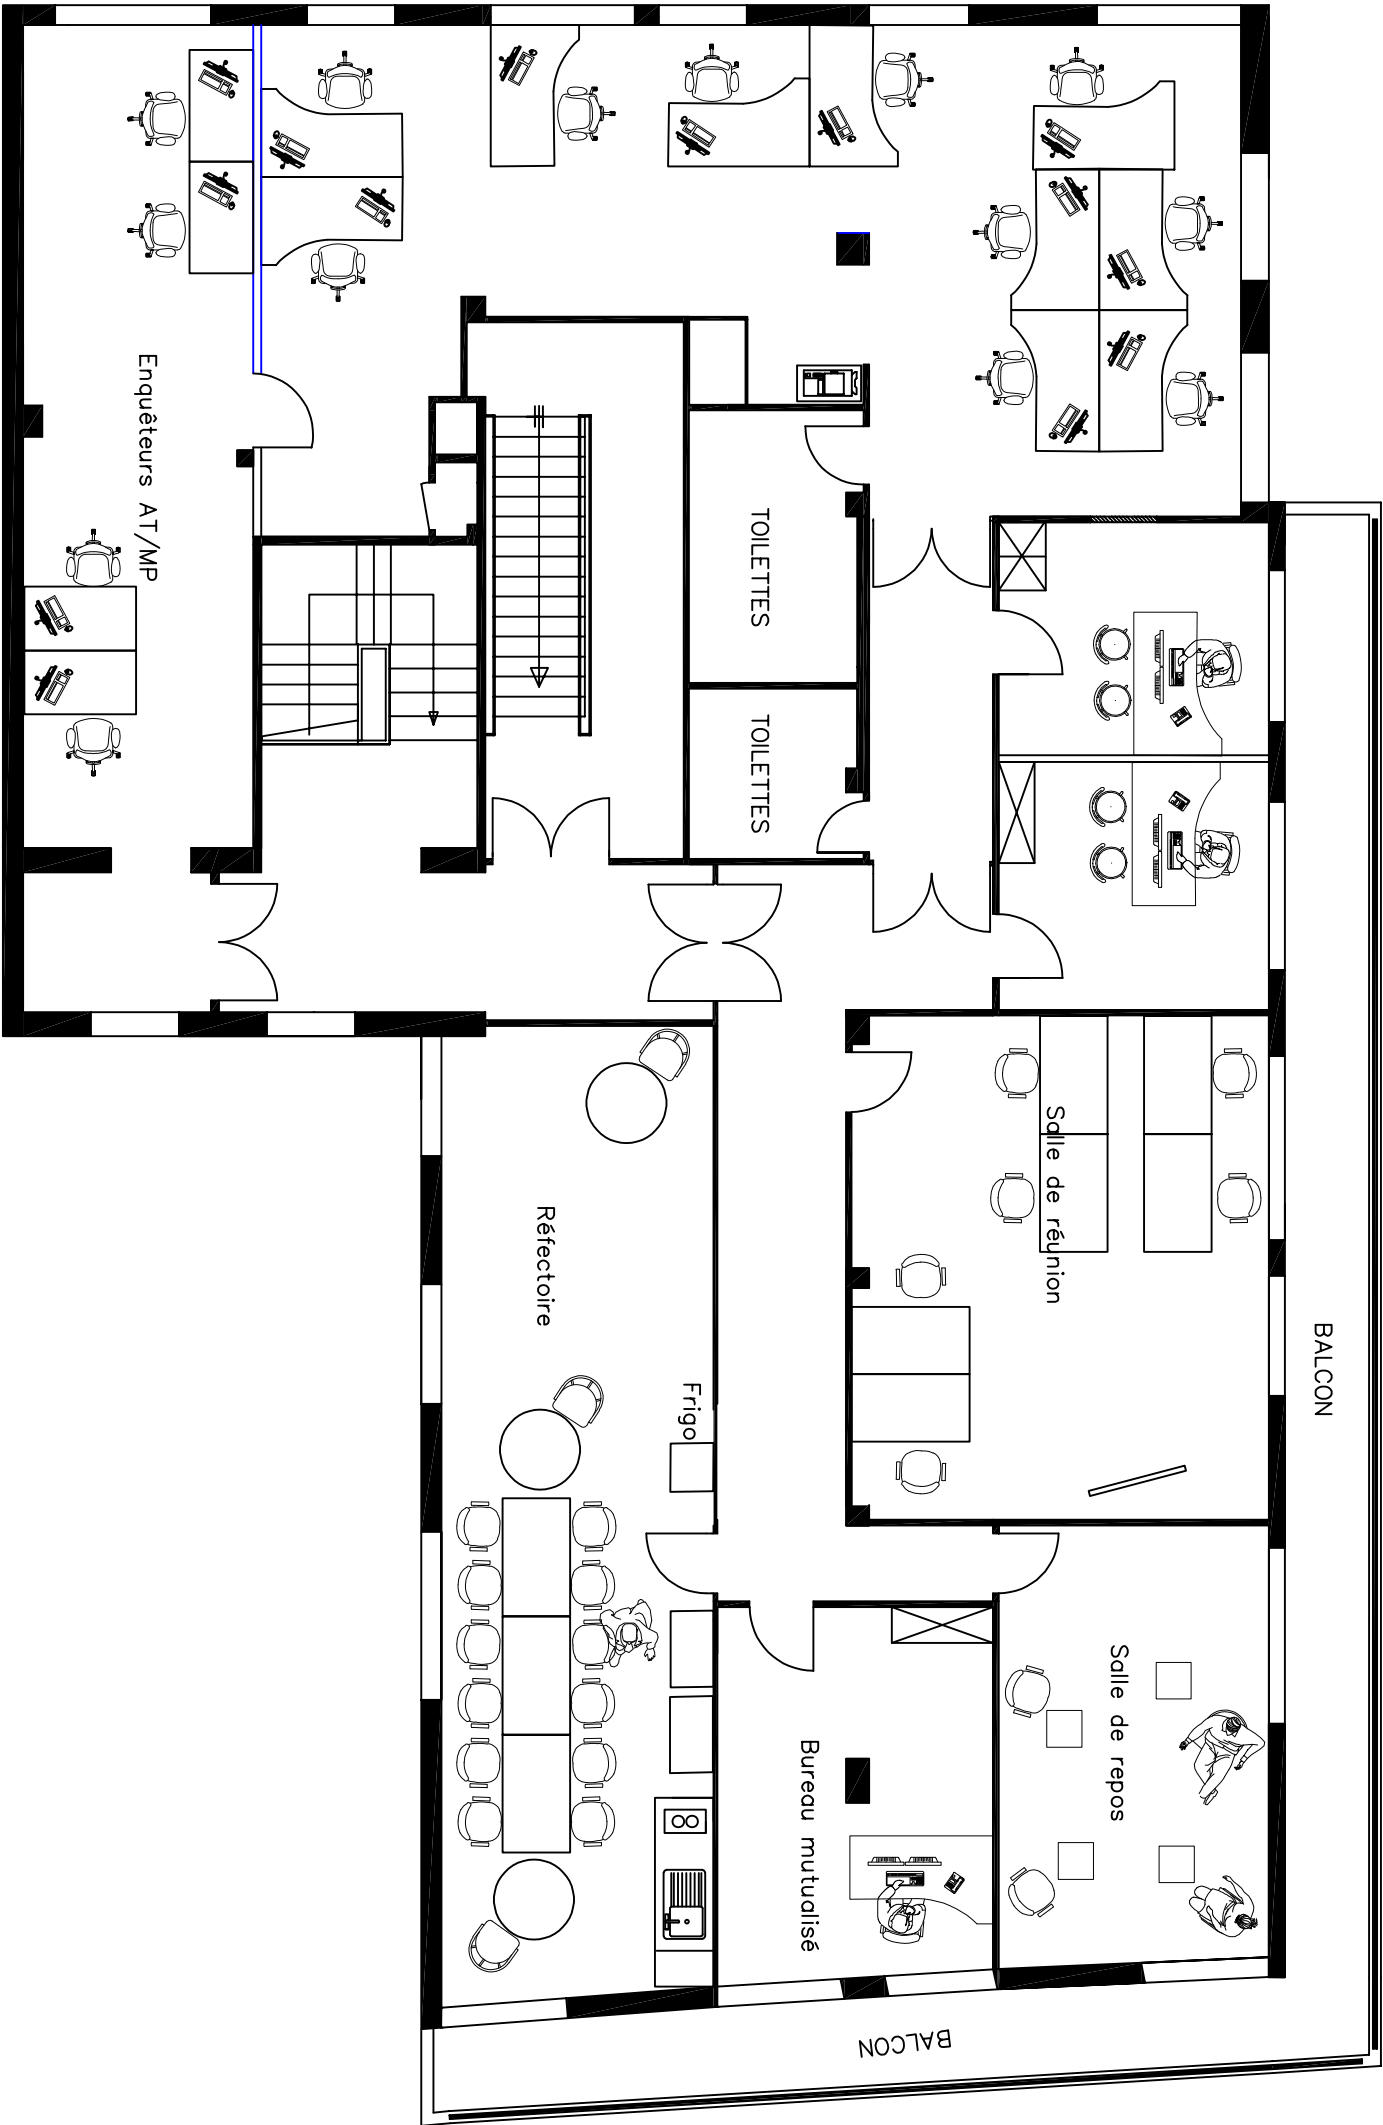 Enquêteurs AT/MP
TOILETTES
TOILETTES
Salle de réunion
BALCON
Réfectoire
Frigo
Salle de repos
Bureau mutualisé
BALCON